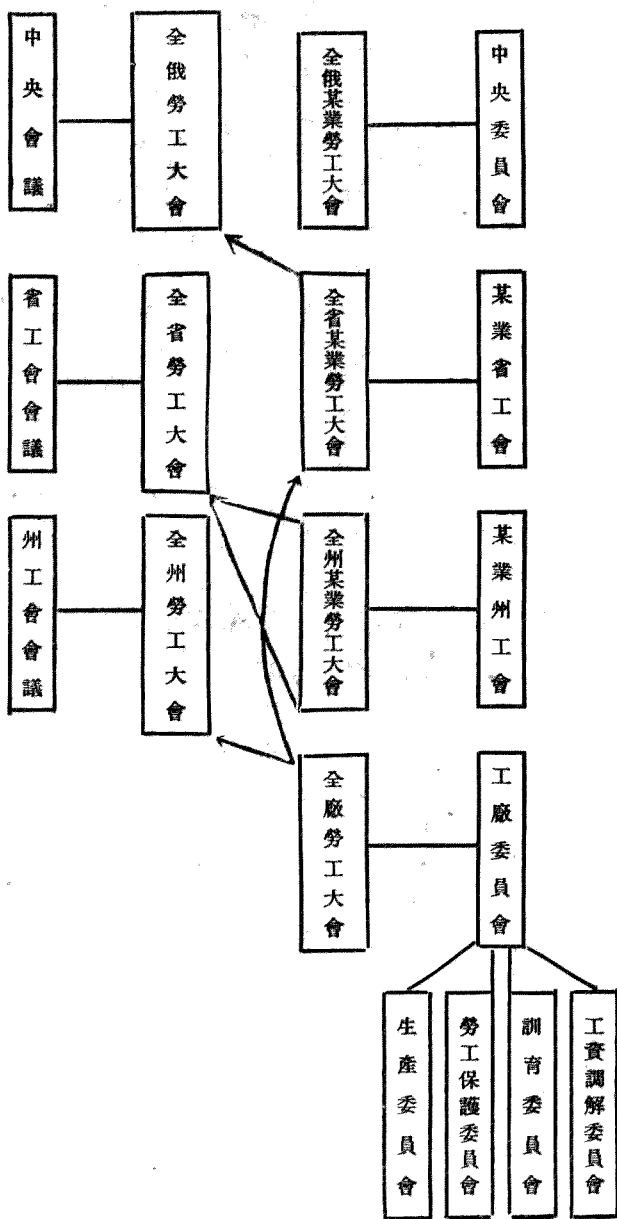 中央委員會
全俄某業勞工大會
全俄勞工大會
中央會議
某業省工會
全省某業勞工大會
全省勞工大會
省工會會議
某業州工會
全州某業勞工大會
全州勞工大會
州工會會議
工廠委員會
全廠勞工大會
工資調解委員會
訓育委員會
勞工保護委員會
生產委員會